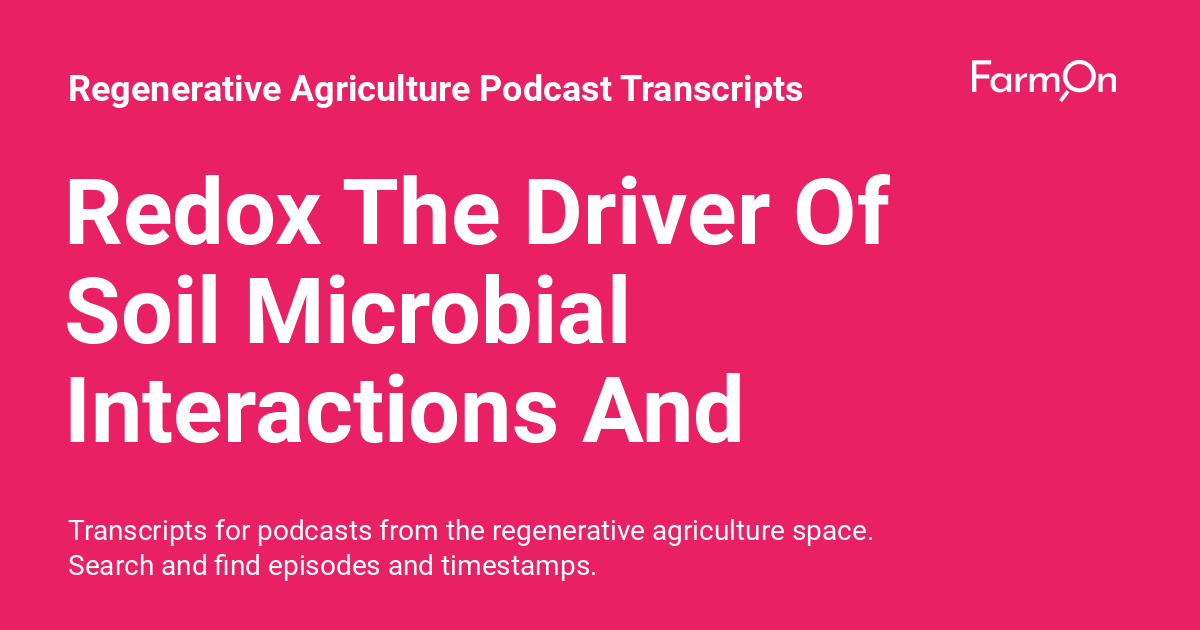 Regenerative Agriculture Podcast Transcripts
FarmOn
Redox The Driver Of
Soil Microbial
Interactions And
Transcripts for podcasts from the regenerative agriculture space.
Search and find episodes and timestamps.